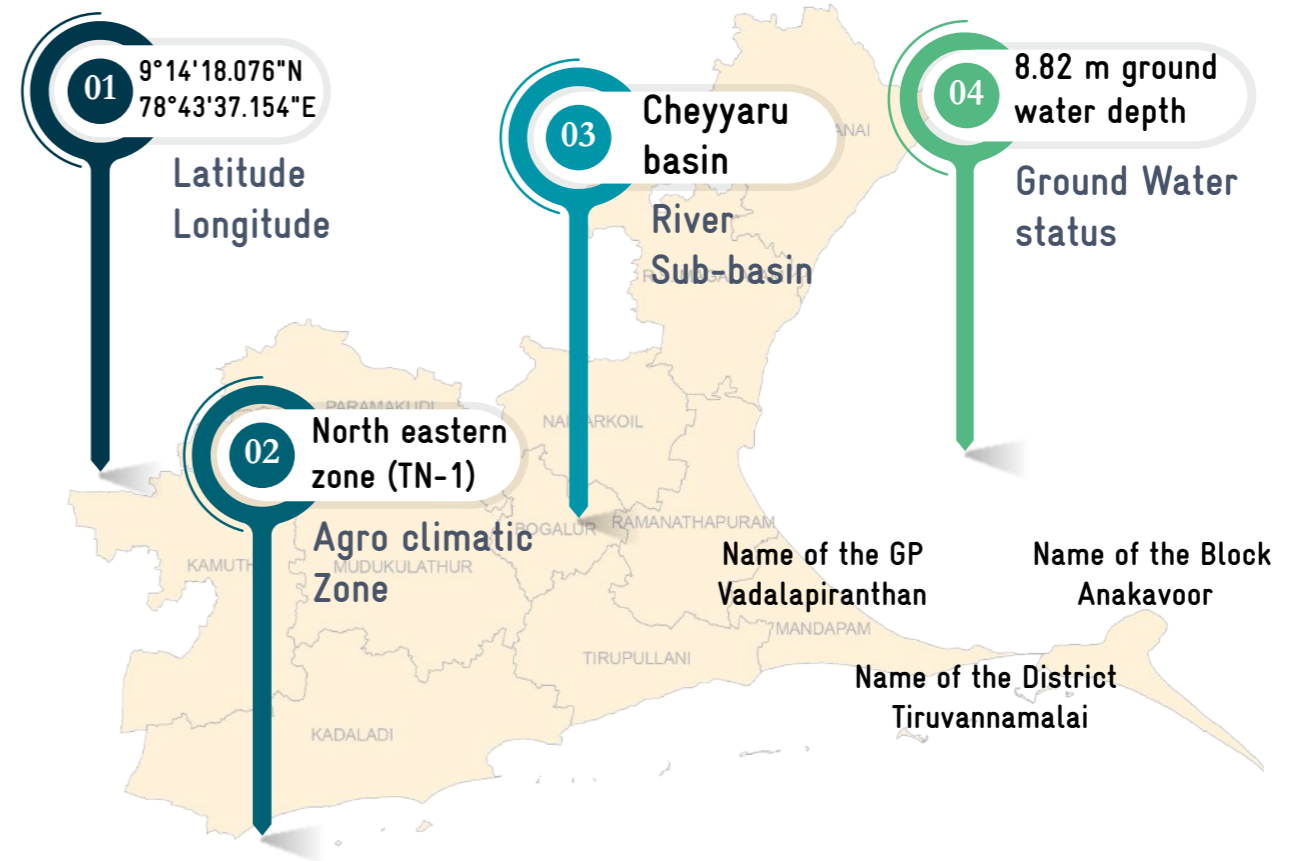 01
9°14'18.076"N
78°43'37.154"E
Latitude
Longitude
02
North eastern
zone (TN-1)
Agro climatic
Zone
03
Cheyyaru
basin
River
Sub-basin
04
8.82 m ground
water depth
Ground Water
status
PARAMAKUDI
KAMUTH
MUDUKULATHUR
BOGALUR
RAMANATHAPURAM
MANDAPAM
TIRUPULLANI
KADALADI
Name of the GP
Vadalapiranthan
Name of the Block
Anakavoor
Name of the District
Tiruvannamalai